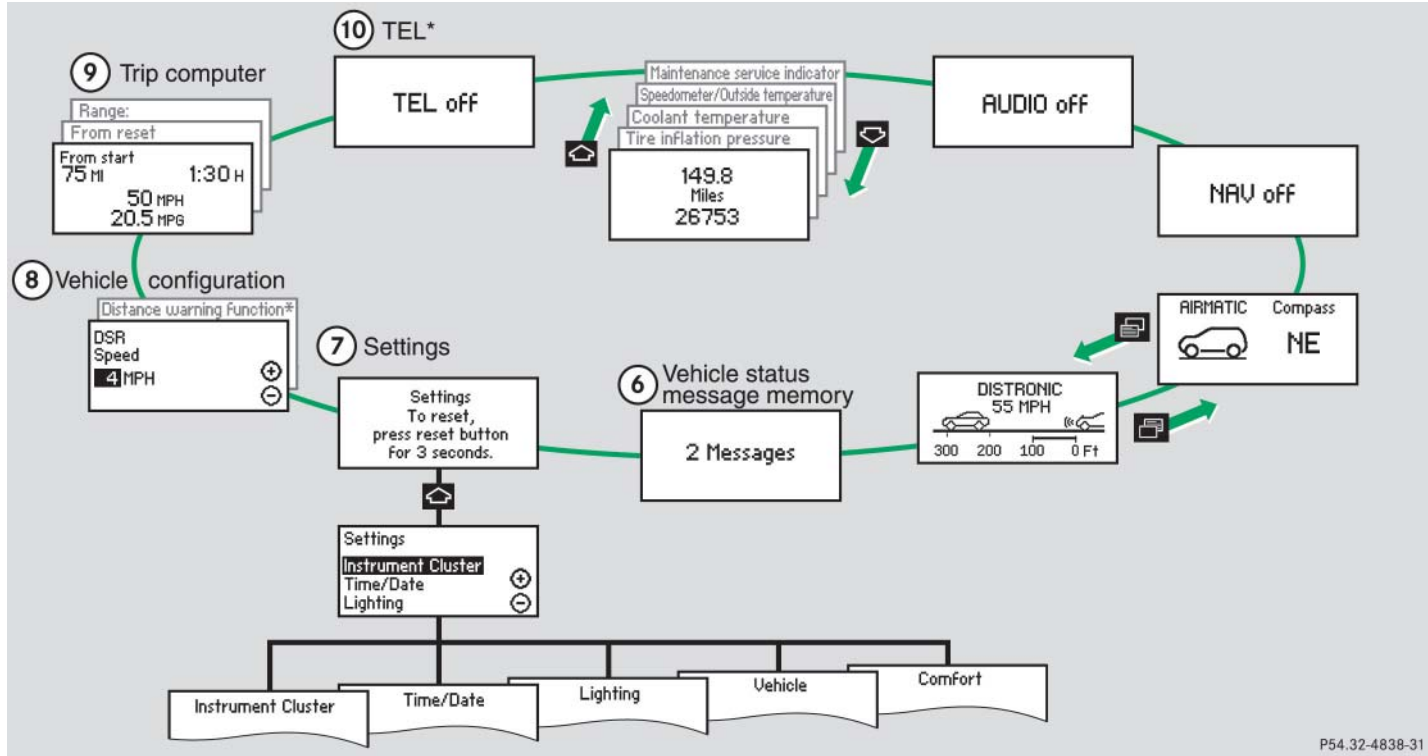 10 TEL*
TEL off
9 Trip computer
Range:
From reset
From start
75 MI 1:30 H
50 MPH
20.5 MPG
Maintenance service indicator
Speedometer/Outside temperature
Coolant temperature
Tire inflation pressure
149.8
Miles
26753
AUDIO off
NAV off
AIRMATIC Compass
NE
8 Vehicle configuration
Distance warning function*
DSR
Speed
4 MPH
7 Settings
Settings
To reset,
press reset button
for 3 seconds.
6 Vehicle status
message memory
2 Messages
DISTRONIC
55 MPH
300 200 100 0 Ft
Settings
Instrument Cluster
Time/Date
Lighting
Instrument Cluster
Time/Date
Lighting
Vehicle
Comfort
P54.32-4838-31